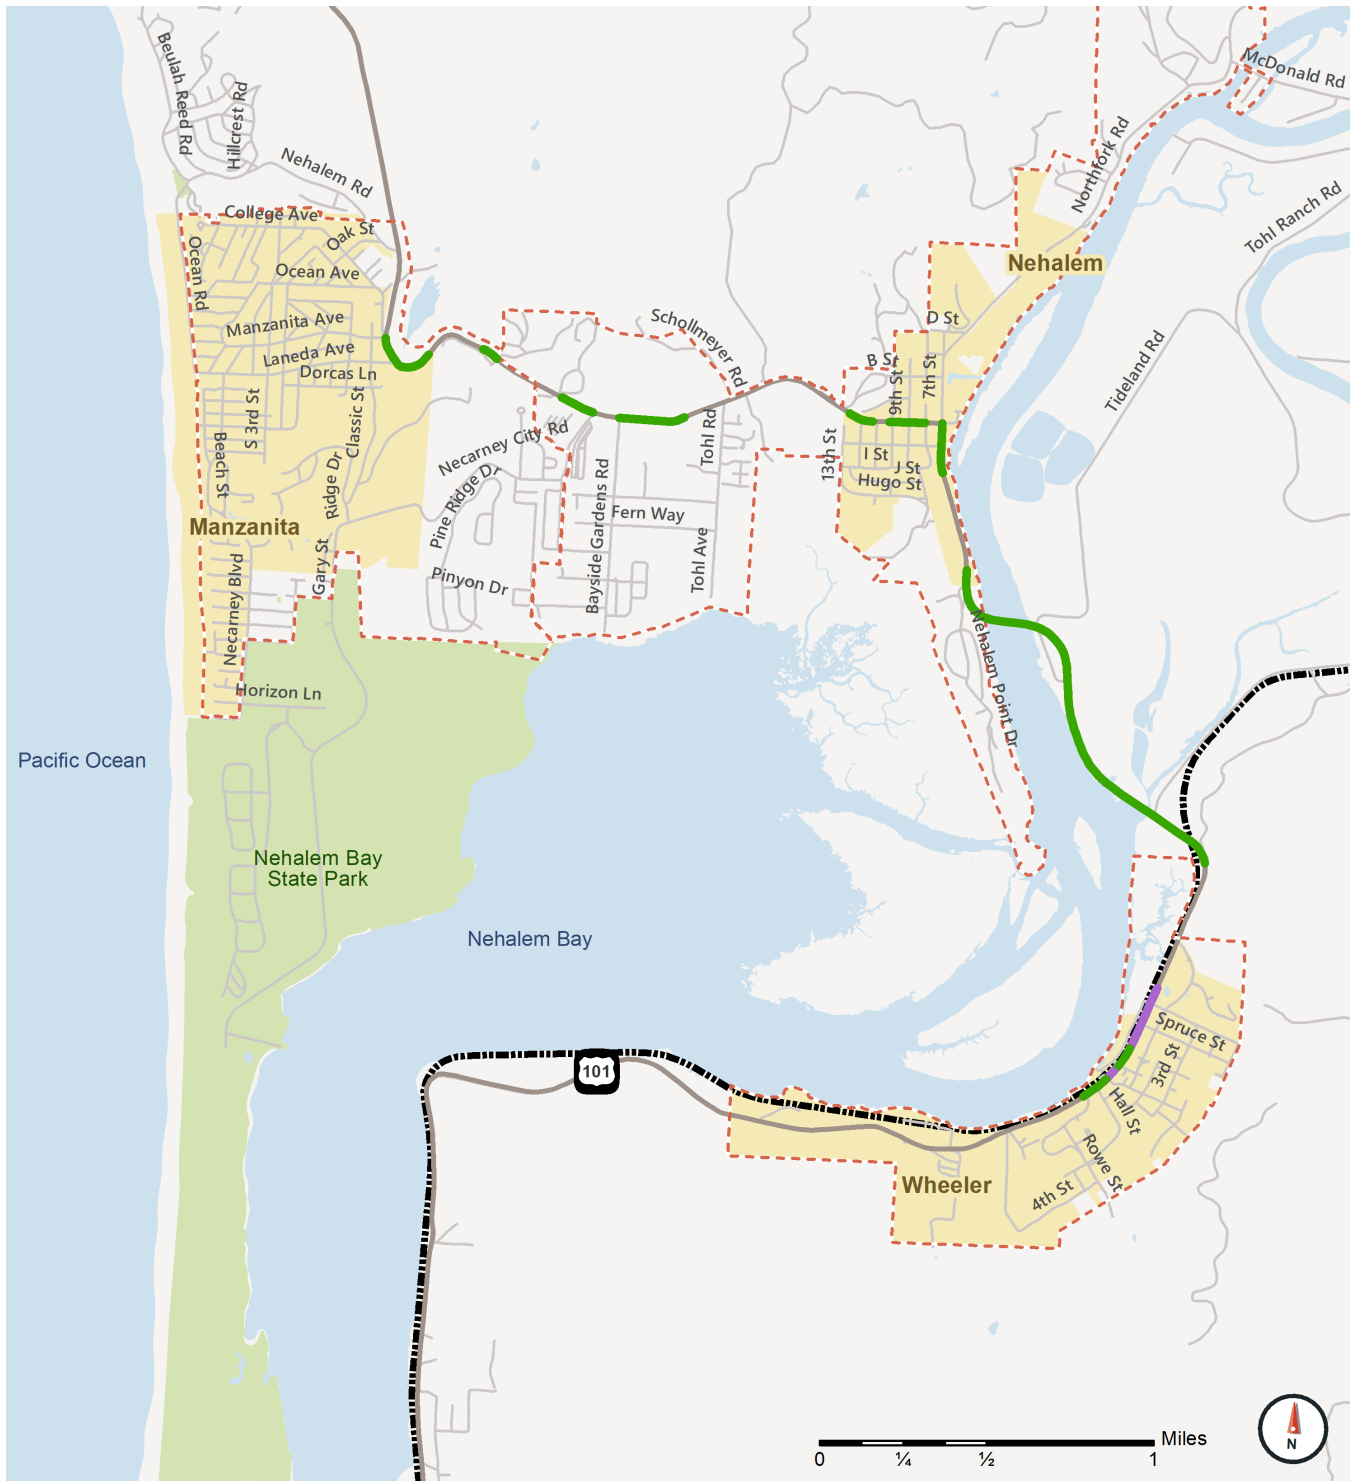 McDonald Rd
Beulah Reed Rd
Hillcrest Rd
Nehalem Rd
Northfork Rd
Tohl Ranch Rd
College Ave
Oak St
Ocean Rd
Ocean Ave
Nehalem
Manzanita Ave
Schollmeyer Rd
D St
Laneda Ave
B St
Dorcas Ln
9th St
7th St
Tideland Rd
S 3rd St
Classic St
Necarney City Rd
Tohl Rd
13th St
I St
J St
Hugo St
Beach St
Ridge Dr
Pine Ridge Dr
Manzanita
Fern Way
Bayside Gardens Rd
Tohl Ave
Gary St
Pinyon Dr
Necarney Blvd
Nehalem Point Dr
Horizon Ln
Pacific Ocean
Nehalem Bay
State Park
Nehalem Bay
Spruce St
3rd St
101
Hall St
Rowe St
Wheeler
4th St
Miles
0 ¼ ½ 1
N